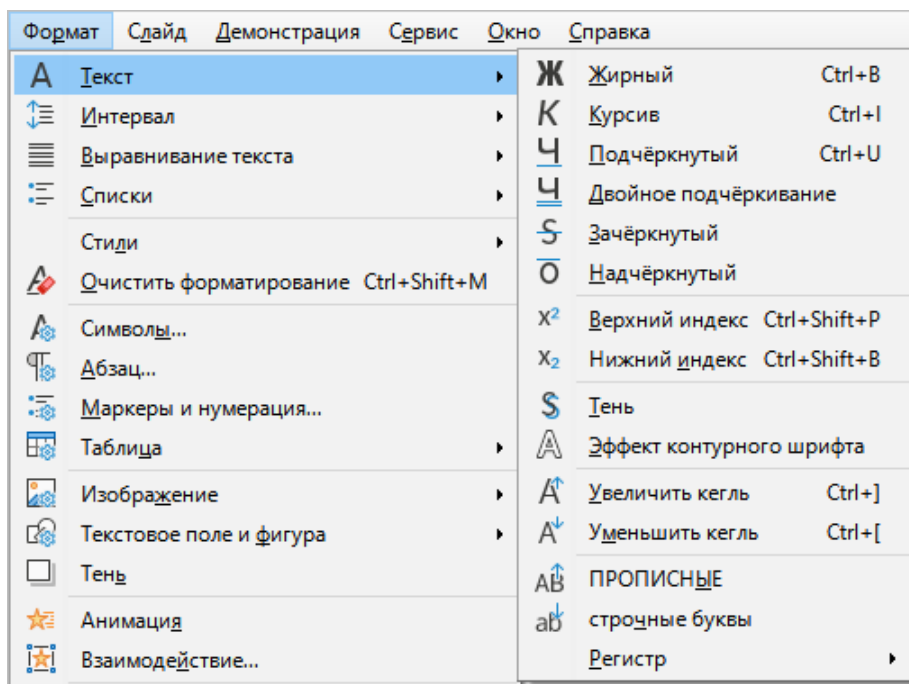 Формат Слайд Демонстрация Сервис Окно Справка
Текст
Интервал
Выравнивание текста
Списки
Стили
Очистить форматирование Ctrl+Shift+M
Символы...
Абзац...
Маркеры и нумерация...
Таблица
Изображение
Текстовое поле и фигура
Тень
Анимация
Взаимодействие...
Ж Жирный Ctrl+B
К Курсив Ctrl+I
Ч Подчёркнутый Ctrl+U
Ч Двойное подчёркивание
S Зачёркнутый
O Надчёркнутый
X² Верхний индекс Ctrl+Shift+P
X₂ Нижний индекс Ctrl+Shift+B
S Тень
A Эффект контурного шрифта
A Увеличить кегль Ctrl+]
A Уменьшить кегль Ctrl+[
AB ПРОПИСНЫЕ
ab строчные буквы
Регистр